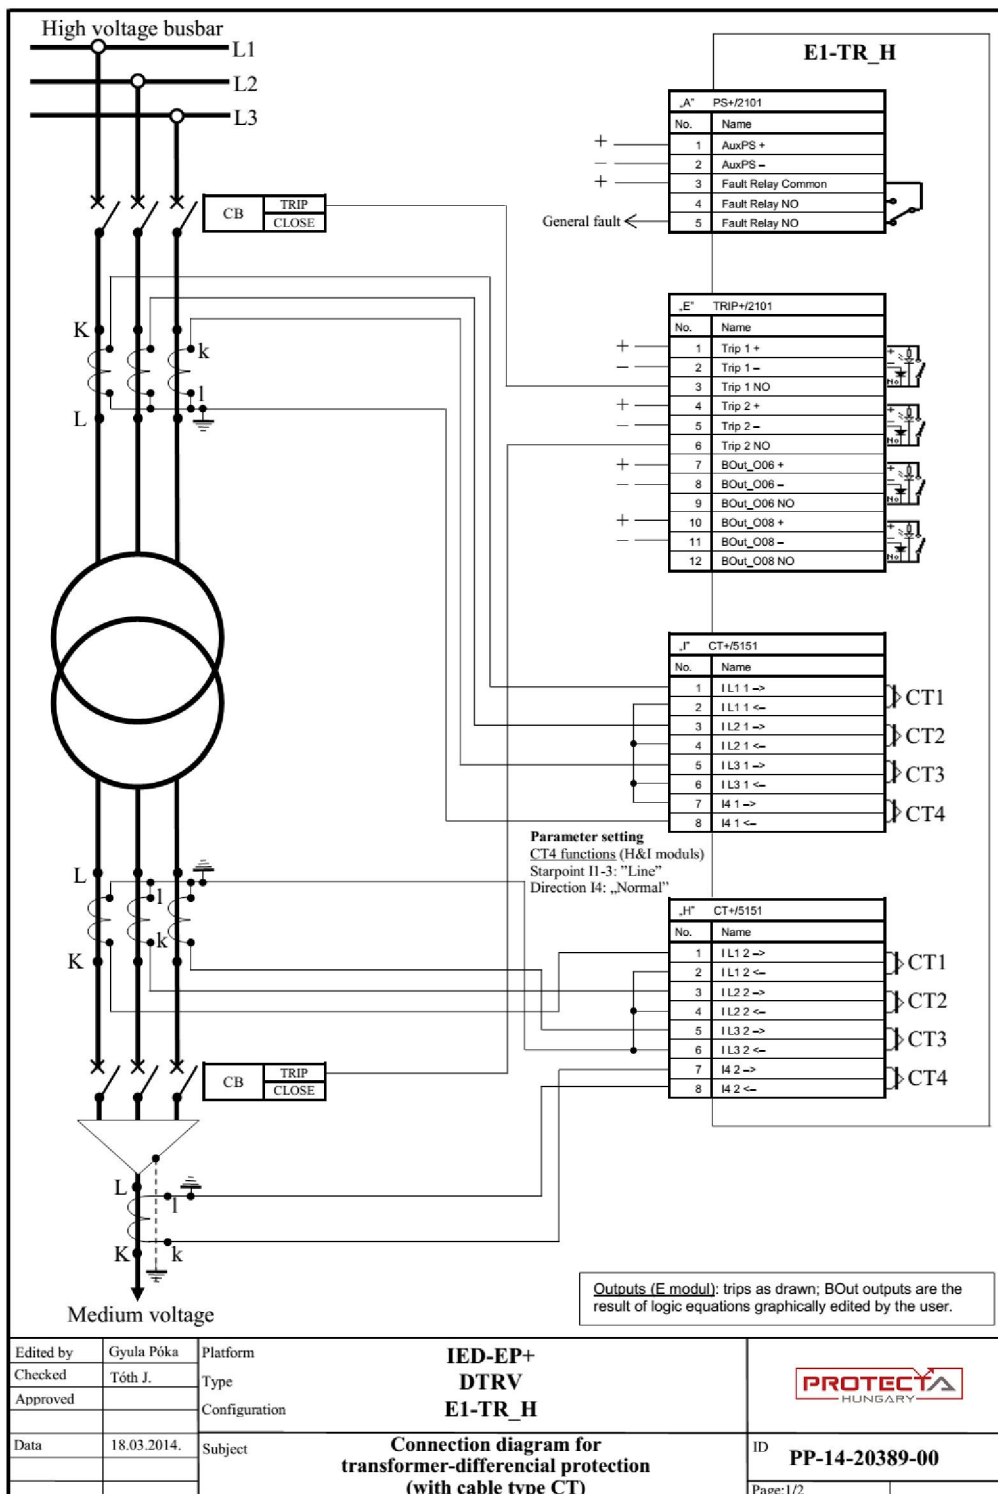 High voltage busbar
L1
L2
L3
E1-TR_H
„A" PS+/2101
No. Name
+ 1 AuxPS +
– 2 AuxPS –
+ 3 Fault Relay Common
4 Fault Relay NO
General fault 5 Fault Relay NO
CB TRIP
CLOSE
„E" TRIP+/2101
No. Name
+ 1 Trip 1 +
– 2 Trip 1 –
3 Trip 1 NO
+ 4 Trip 2 +
– 5 Trip 2 –
6 Trip 2 NO
+ 7 BOut_O06 +
– 8 BOut_O06 –
9 BOut_O06 NO
+ 10 BOut_O08 +
– 11 BOut_O08 –
12 BOut_O08 NO
+ No
+ No
+ No
+ No
K
k
l
L
„I" CT+/5151
No. Name
1 I L1 1 –>
2 I L1 1 <–
3 I L2 1 –>
4 I L2 1 <–
5 I L3 1 –>
6 I L3 1 <–
7 I4 1 –>
8 I4 1 <–
CT1
CT2
CT3
CT4
Parameter setting
CT4 functions (H&I moduls)
Starpoint I1-3: "Line"
Direction I4: „Normal"
L
l
k
K
„H" CT+/5151
No. Name
1 I L1 2 –>
2 I L1 2 <–
3 I L2 2 –>
4 I L2 2 <–
5 I L3 2 –>
6 I L3 2 <–
7 I4 2 –>
8 I4 2 <–
CT1
CT2
CT3
CT4
CB TRIP
CLOSE
L
l
K
k
Medium voltage
Outputs (E modul): trips as drawn; BOut outputs are the
result of logic equations graphically edited by the user.
Edited by Gyula Póka
Checked Tóth J.
Approved
Data 18.03.2014.
Platform IED-EP+
Type DTRV
Configuration E1-TR_H
Subject Connection diagram for
transformer-differencial protection
(with cable type CT)
PROTECTA
HUNGARY
ID PP-14-20389-00
Page:1/2